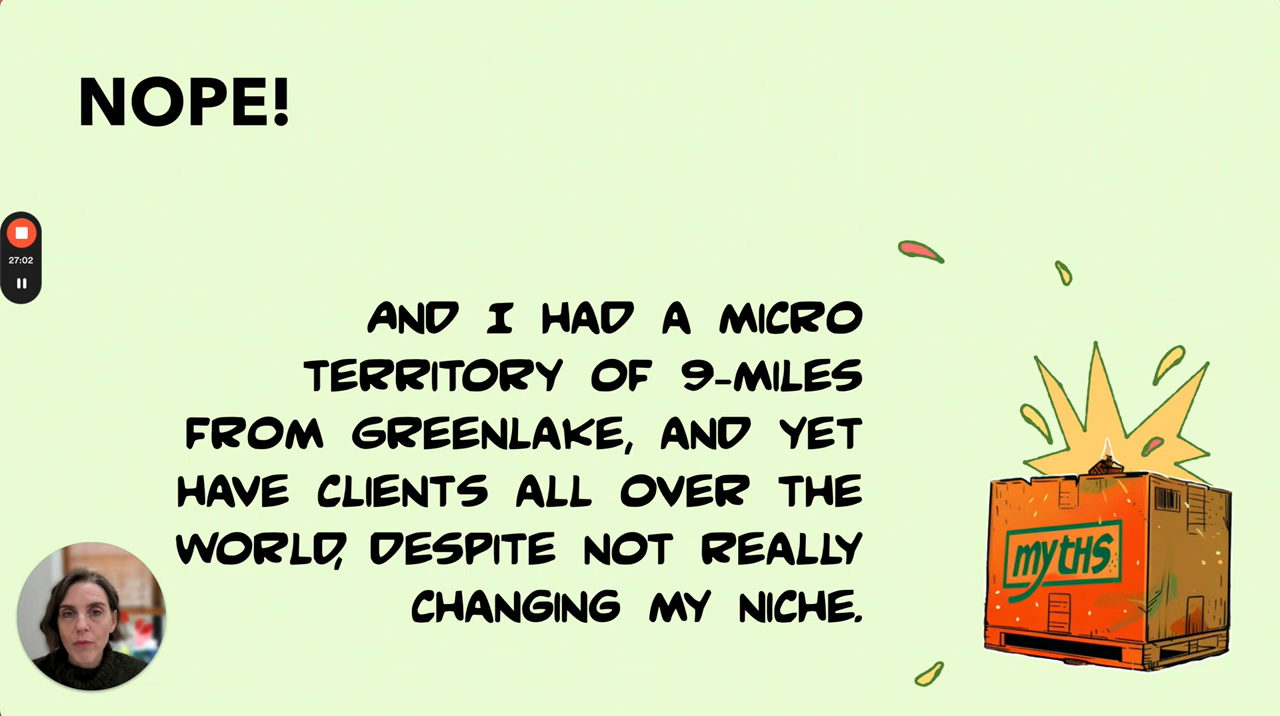 NOPE!
27:02
AND I HAD A MICRO
TERRITORY OF 9-MILES
FROM GREENLAKE, AND YET
HAVE CLIENTS ALL OVER THE
WORLD, DESPITE NOT REALLY
CHANGING MY NICHE.
myths